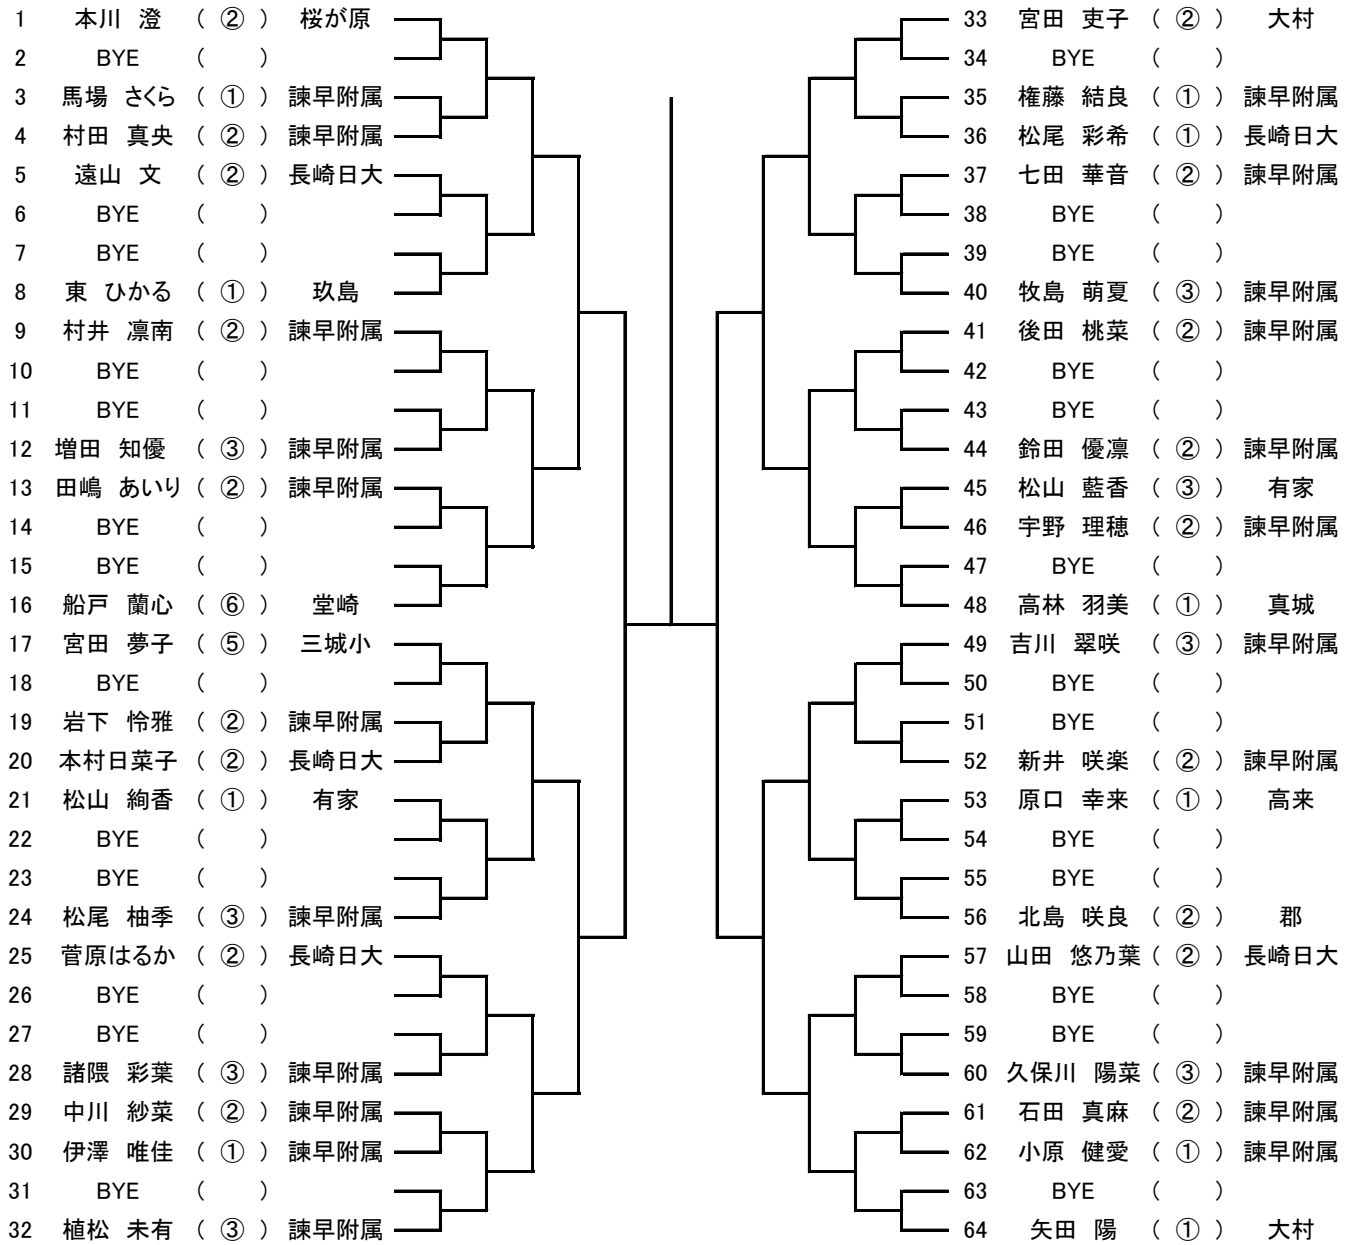 1 本川 澄 ( ② ) 桜が原
2 BYE ( )
3 馬場 さくら ( ① ) 諫早附属
4 村田 真央 ( ② ) 諫早附属
5 遠山 文 ( ② ) 長崎日大
6 BYE ( )
7 BYE ( )
8 東 ひかる ( ① ) 玖島
9 村井 凛南 ( ② ) 諫早附属
10 BYE ( )
11 BYE ( )
12 増田 知優 ( ③ ) 諫早附属
13 田嶋 あいり ( ② ) 諫早附属
14 BYE ( )
15 BYE ( )
16 船戸 蘭心 ( ⑥ ) 堂崎
17 宮田 夢子 ( ⑤ ) 三城小
18 BYE ( )
19 岩下 怜雅 ( ② ) 諫早附属
20 本村日菜子 ( ② ) 長崎日大
21 松山 絢香 ( ① ) 有家
22 BYE ( )
23 BYE ( )
24 松尾 柚季 ( ③ ) 諫早附属
25 菅原はるか ( ② ) 長崎日大
26 BYE ( )
27 BYE ( )
28 諸隈 彩葉 ( ③ ) 諫早附属
29 中川 紗菜 ( ② ) 諫早附属
30 伊澤 唯佳 ( ① ) 諫早附属
31 BYE ( )
32 植松 未有 ( ③ ) 諫早附属
33 宮田 吏子 ( ② ) 大村
34 BYE ( )
35 権藤 結良 ( ① ) 諫早附属
36 松尾 彩希 ( ① ) 長崎日大
37 七田 華音 ( ② ) 諫早附属
38 BYE ( )
39 BYE ( )
40 牧島 萌夏 ( ③ ) 諫早附属
41 後田 桃菜 ( ② ) 諫早附属
42 BYE ( )
43 BYE ( )
44 鈴田 優凛 ( ② ) 諫早附属
45 松山 藍香 ( ③ ) 有家
46 宇野 理穂 ( ② ) 諫早附属
47 BYE ( )
48 高林 羽美 ( ① ) 真城
49 吉川 翠咲 ( ③ ) 諫早附属
50 BYE ( )
51 BYE ( )
52 新井 咲楽 ( ② ) 諫早附属
53 原口 幸来 ( ① ) 高来
54 BYE ( )
55 BYE ( )
56 北島 咲良 ( ② ) 郡
57 山田 悠乃葉 ( ② ) 長崎日大
58 BYE ( )
59 BYE ( )
60 久保川 陽菜 ( ③ ) 諫早附属
61 石田 真麻 ( ② ) 諫早附属
62 小原 健愛 ( ① ) 諫早附属
63 BYE ( )
64 矢田 陽 ( ① ) 大村